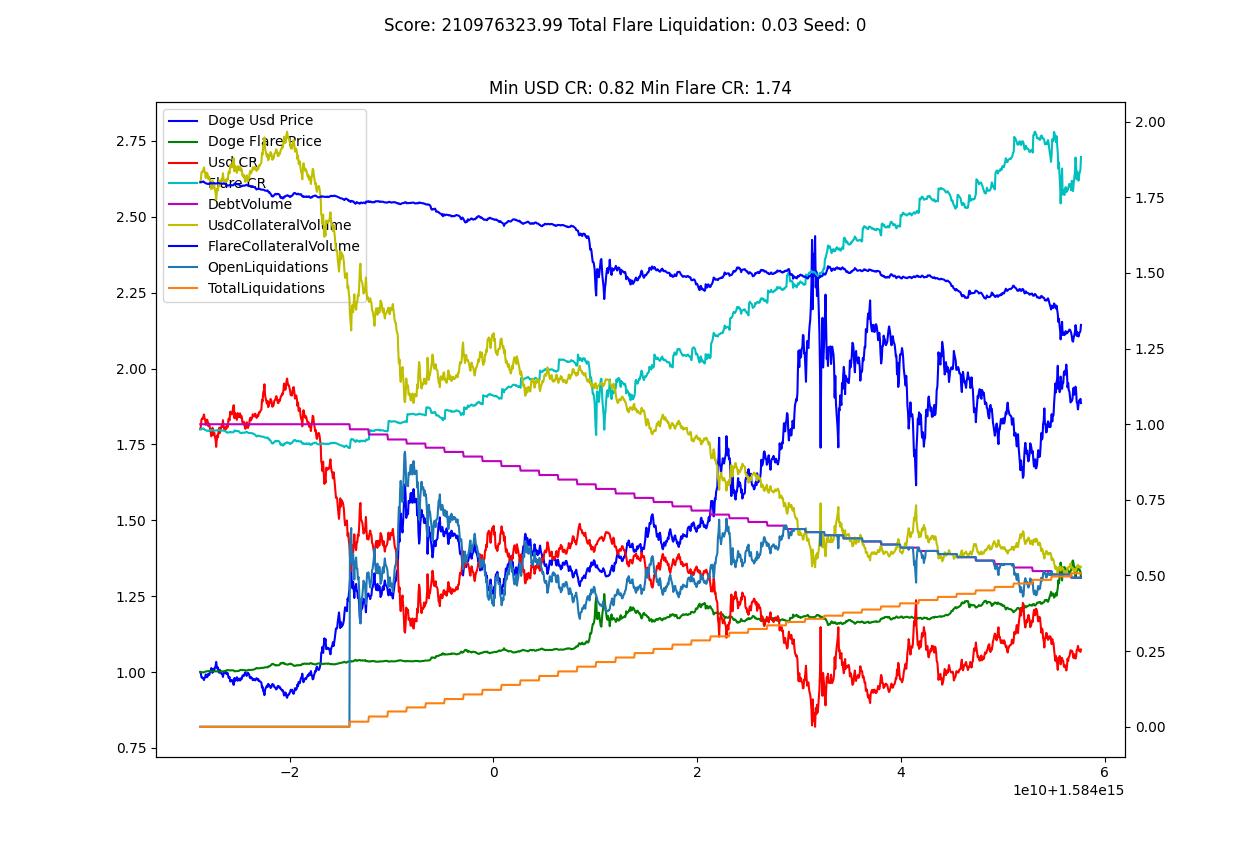 Score: 210976323.99 Total Flare Liquidation: 0.03 Seed: 0
Min USD CR: 0.82 Min Flare CR: 1.74
Doge Usd Price
Doge Flare Price
Usd CR
Flare CR
DebtVolume
UsdCollateralVolume
FlareCollateralVolume
OpenLiquidations
TotalLiquidations
2.75
2.50
2.25
2.00
1.75
1.50
1.25
1.00
0.75
2.00
1.75
1.50
1.25
1.00
0.75
0.50
0.25
0.00
−2 0 2 4 6
1e10+1.584e15